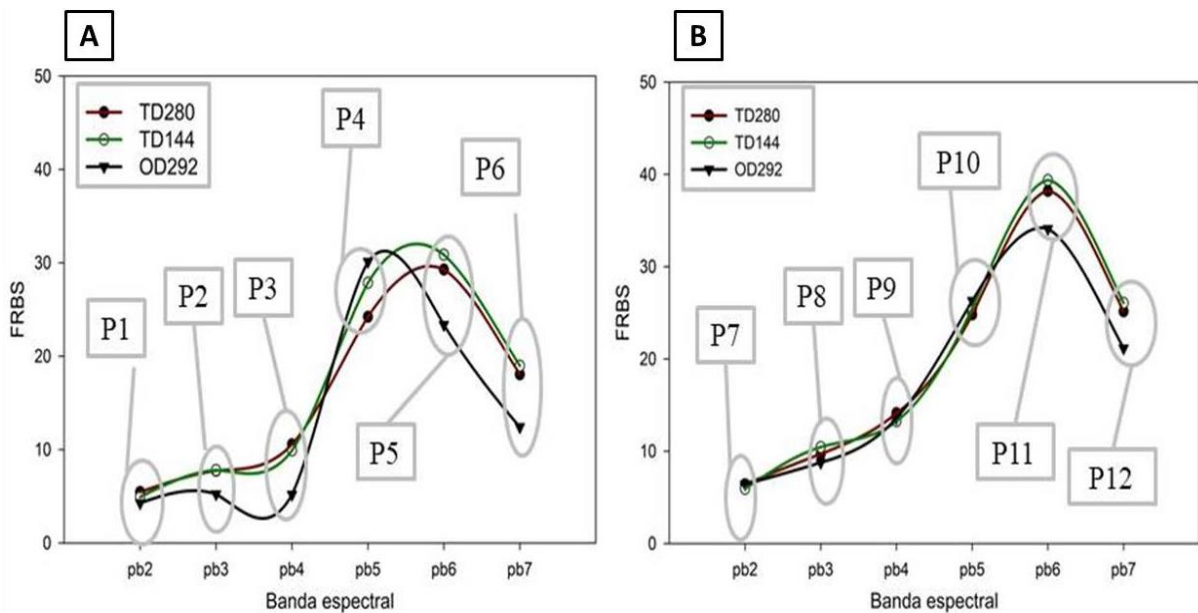 A
50
40
30
20
10
0
FRBS
TD280
TD144
OD292
P1
P2
P3
P4
P5
P6
pb2 pb3 pb4 pb5 pb6 pb7
Banda espectral
B
50
40
30
20
10
0
FRBS
TD280
TD144
OD292
P7
P8
P9
P10
P11
P12
pb2 pb3 pb4 pb5 pb6 pb7
Banda espectral